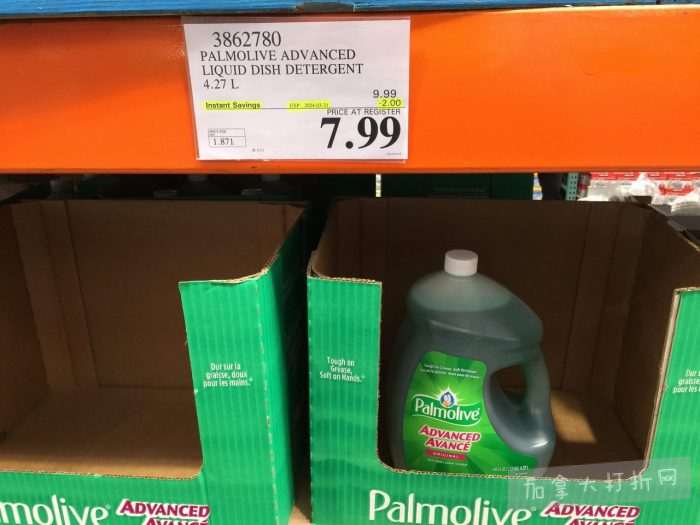 3862780
PALMOLIVE ADVANCED
LIQUID DISH DETERGENT
4.27 L
9.99
Instant Savings
-2.00
PRICE AT REGISTER
7.99
1.871
Dur sur la
graisse, doux
pour les mains.
Tough on
Grease,
Soft on Hands.
Palmolive
ADVANCED
AVANCÉ
ORIGINAL
Palmolive
ADVANCED
Palmolive
ADVANCED
加拿大打折网